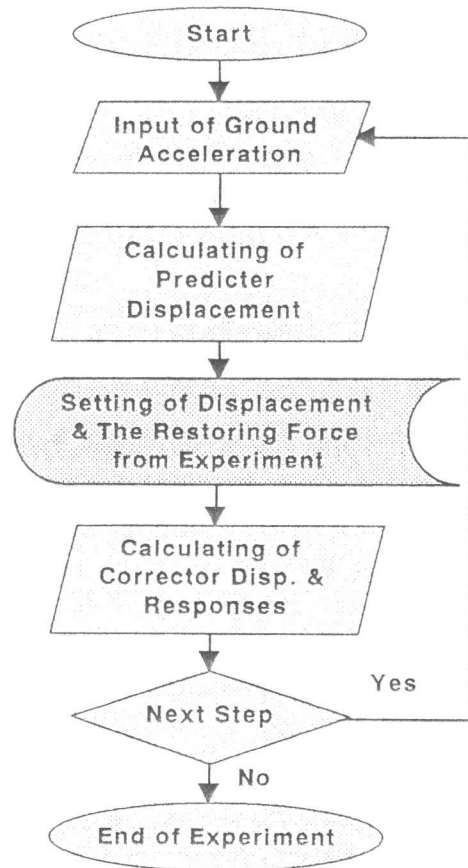 Start
Input of Ground
Acceleration
Calculating of
Predicter
Displacement
Setting of Displacement
& The Restoring Force
from Experiment
Calculating of
Corrector Disp. &
Responses
Next Step
Yes
No
End of Experiment